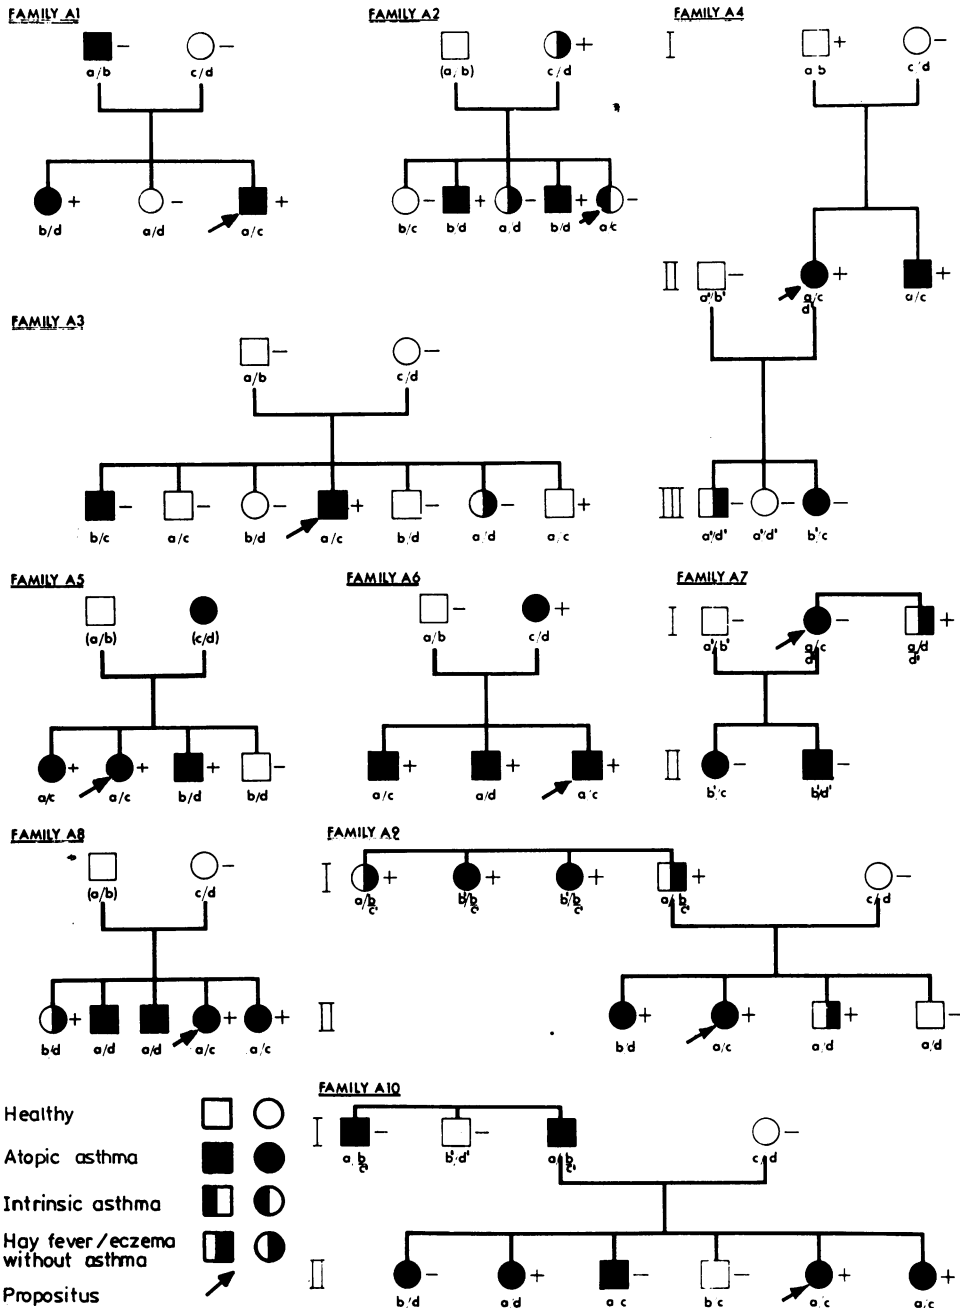 FAMILY A1
− −
a/b c/d
+ − +
b/d a/d a/c
FAMILY A2
+
(a/b) c/d
− + − + −
b/c b/d a/d b/d a/c
FAMILY A4
I + −
a b c/d
II − + +
a'/b' a/c a/c
d'
III − − −
a'/d' a'/d' b'/c
FAMILY A3
− −
a/b c/d
− − − + − − +
b/c a/c b/d a/c b/d a/d a/c
FAMILY A5
(a/b) (c/d)
+ + + −
a/c a/c b/d b/d
FAMILY A6
− +
a/b c/d
+ + +
a/c a/d a/c
FAMILY A7
I − − +
a'/b' a/c a/d
d' d'
II − −
b'/c b'/d'
FAMILY A8
−
(a/b) c/d
+ + +
b/d a/d a/d a/c a/c
FAMILY A9
I + + + + −
a/b b'/b b'/b a/b c/d
c' c' c' c'
II + + + −
b/d a/c a/d a/d
FAMILY A10
I − − −
a/b b'/d' a/b c/d
c' c'
II − + − − + +
b/d a/d a/c b/c a/c a/c
Healthy
Atopic asthma
Intrinsic asthma
Hay fever/eczema
without asthma
Propositus